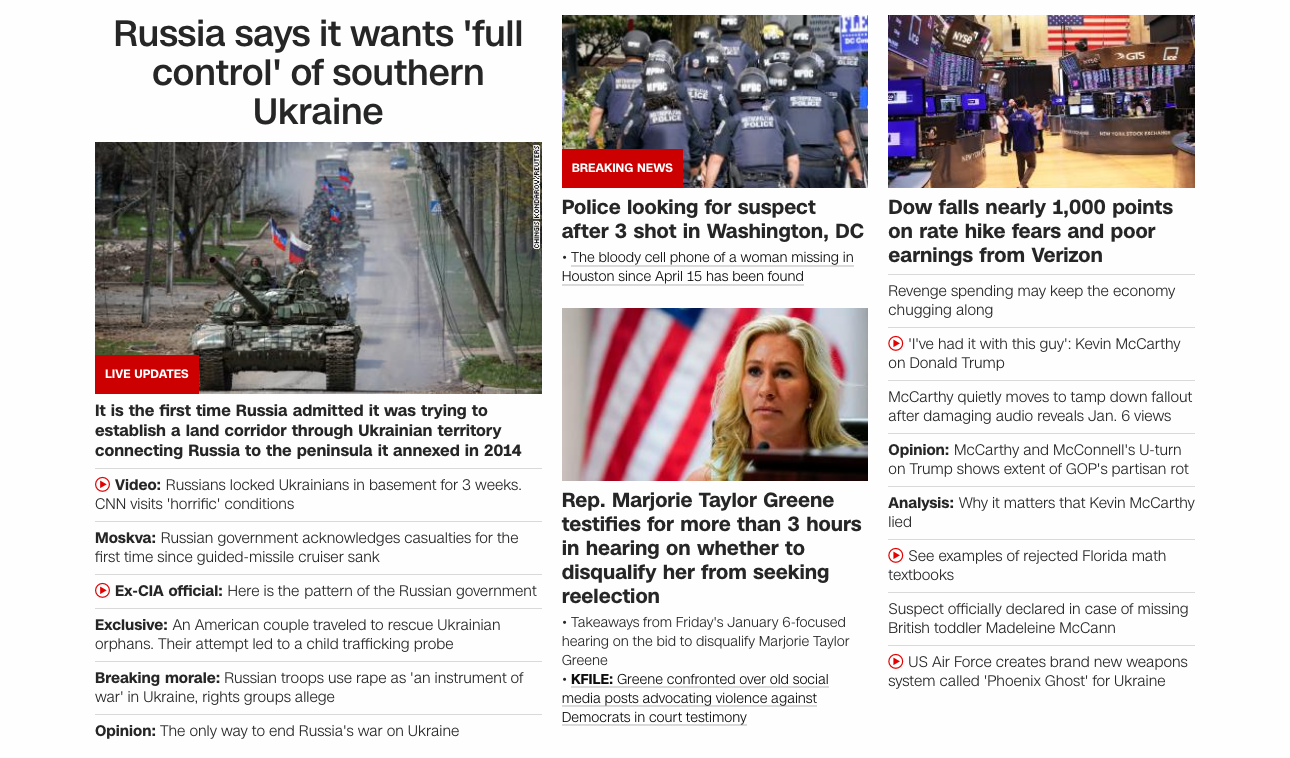 Russia says it wants 'full
control' of southern
Ukraine
CHINGIS KONDAROV/REUTERS
LIVE UPDATES
It is the first time Russia admitted it was trying to
establish a land corridor through Ukrainian territory
connecting Russia to the peninsula it annexed in 2014
Video: Russians locked Ukrainians in basement for 3 weeks.
CNN visits 'horrific' conditions
Moskva: Russian government acknowledges casualties for the
first time since guided-missile cruiser sank
Ex-CIA official: Here is the pattern of the Russian government
Exclusive: An American couple traveled to rescue Ukrainian
orphans. Their attempt led to a child trafficking probe
Breaking morale: Russian troops use rape as 'an instrument of
war' in Ukraine, rights groups allege
Opinion: The only way to end Russia's war on Ukraine
MPDC
METROPOLITAN
POLICE
METROPOLITAN
POLICE
BREAKING NEWS
Police looking for suspect
after 3 shot in Washington, DC
• The bloody cell phone of a woman missing in
Houston since April 15 has been found
Rep. Marjorie Taylor Greene
testifies for more than 3 hours
in hearing on whether to
disqualify her from seeking
reelection
• Takeaways from Friday's January 6-focused
hearing on the bid to disqualify Marjorie Taylor
Greene
• KFILE: Greene confronted over old social
media posts advocating violence against
Democrats in court testimony
NYSE
GTS
NEW YORK STOCK EXCHANGE
Dow falls nearly 1,000 points
on rate hike fears and poor
earnings from Verizon
Revenge spending may keep the economy
chugging along
'I've had it with this guy': Kevin McCarthy
on Donald Trump
McCarthy quietly moves to tamp down fallout
after damaging audio reveals Jan. 6 views
Opinion: McCarthy and McConnell's U-turn
on Trump shows extent of GOP's partisan rot
Analysis: Why it matters that Kevin McCarthy
lied
See examples of rejected Florida math
textbooks
Suspect officially declared in case of missing
British toddler Madeleine McCann
US Air Force creates brand new weapons
system called 'Phoenix Ghost' for Ukraine